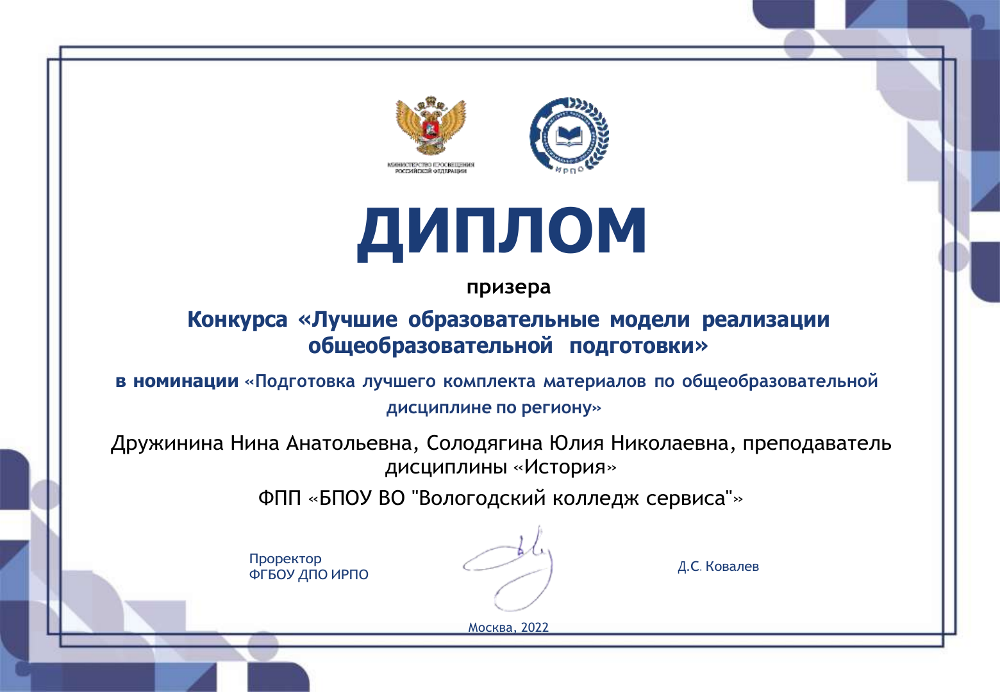 МИНИСТЕРСТВО ПРОСВЕЩЕНИЯ
РОССИЙСКОЙ ФЕДЕРАЦИИ
ИРПО
ДИПЛОМ
призера
Конкурса «Лучшие образовательные модели реализации
общеобразовательной подготовки»
в номинации «Подготовка лучшего комплекта материалов по общеобразовательной
дисциплине по региону»
Дружинина Нина Анатольевна, Солодягина Юлия Николаевна, преподаватель
дисциплины «История»
ФПП «БПОУ ВО "Вологодский колледж сервиса"»
Проректор
ФГБОУ ДПО ИРПО
Д.С. Ковалев
Москва, 2022